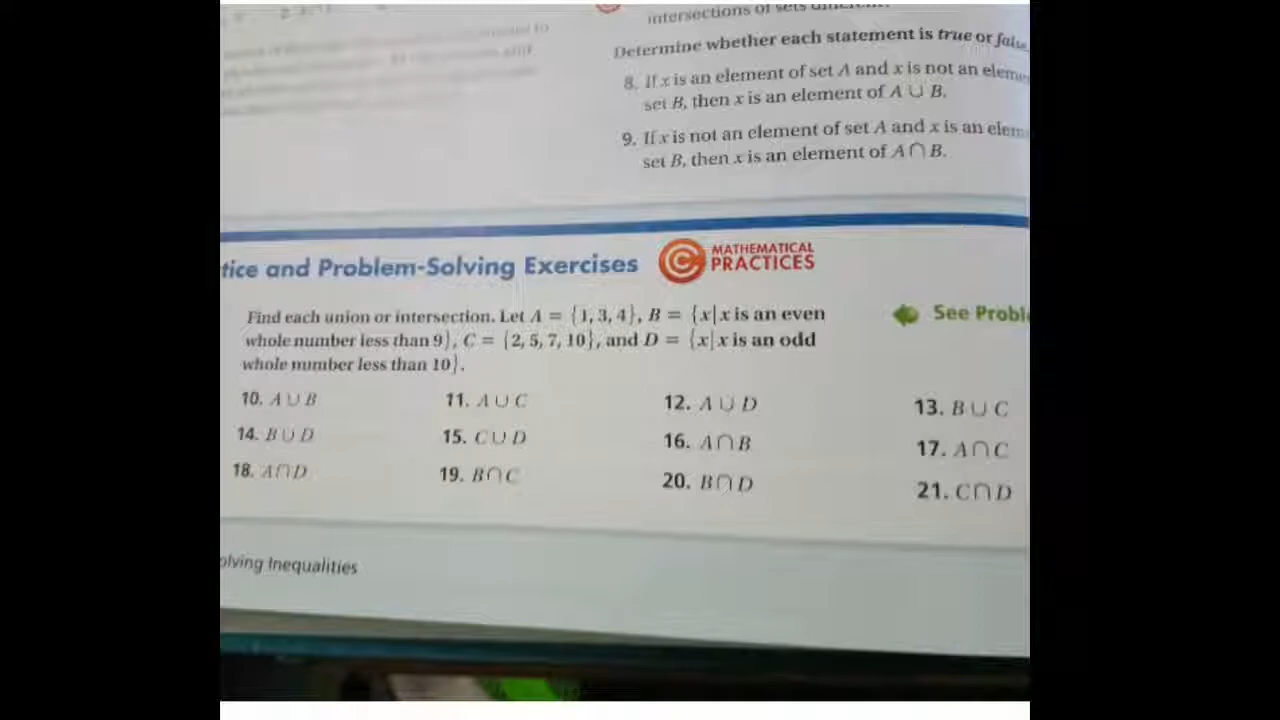 intersections of sets
Determine whether each statement is true or
8. If x is an element of set A and x is not an
set B, then x is an element of A ∪ B.
9. If x is not an element of set A and x is an
set B, then x is an element of A ∩ B.
tice and Problem-Solving Exercises
MATHEMATICAL
PRACTICES
Find each union or intersection. Let A = {1, 3, 4}, B = {x|x is an even
whole number less than 9}, C = {2, 5, 7, 10}, and D = {x|x is an odd
whole number less than 10}.
See
10. A ∪ B
11. A ∪ C
12. A ∪ D
13. B ∪ C
14. B ∪ D
15. C ∪ D
16. A ∩ B
17. A ∩ C
18. A ∩ D
19. B ∩ C
20. B ∩ D
21. C ∩ D
olving Inequalities